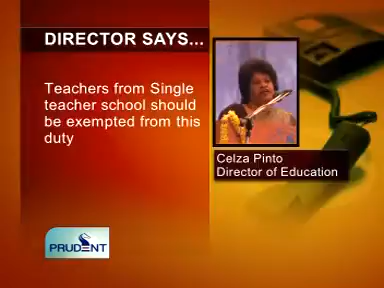 DIRECTOR SAYS...
Teachers from Single
teacher school should
be exempted from this
duty
Celza Pinto
Director of Education
PRUDENT